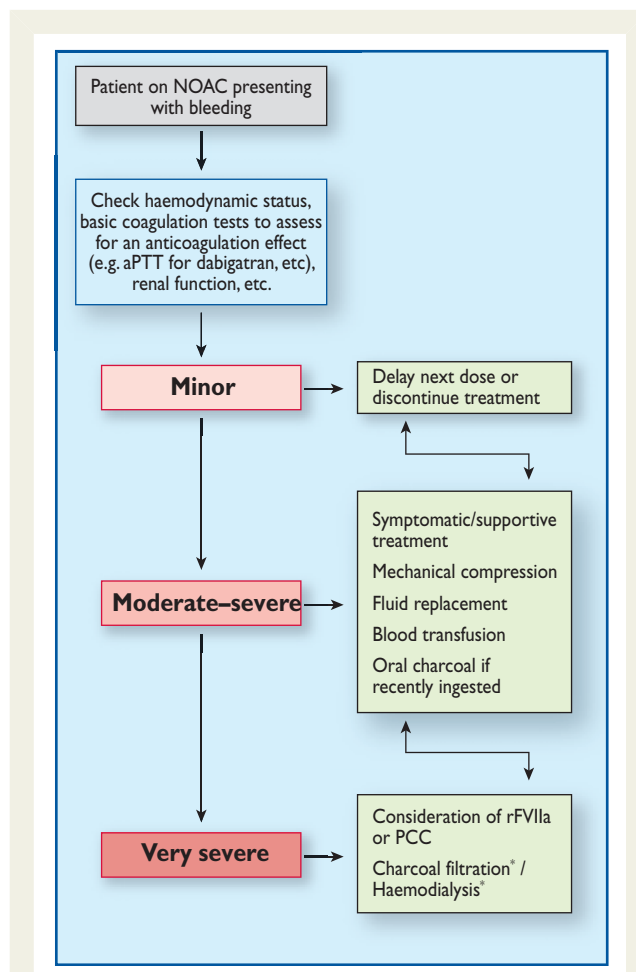 Patient on NOAC presenting
with bleeding
Check haemodynamic status,
basic coagulation tests to assess
for an anticoagulation effect
(e.g. aPTT for dabigatran, etc),
renal function, etc.
Minor
Delay next dose or
discontinue treatment
Moderate–severe
Symptomatic/supportive
treatment
Mechanical compression
Fluid replacement
Blood transfusion
Oral charcoal if
recently ingested
Very severe
Consideration of rFVIIa
or PCC
Charcoal filtration* /
Haemodialysis*